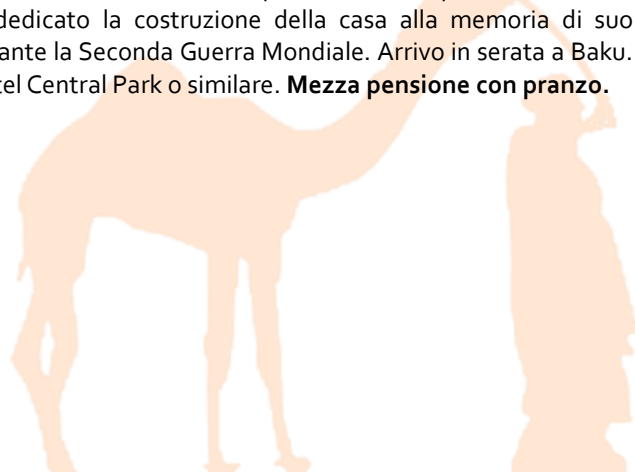 dedicato la costruzione della casa alla memoria di suo
ante la Seconda Guerra Mondiale. Arrivo in serata a Baku.
tel Central Park o similare. Mezza pensione con pranzo.